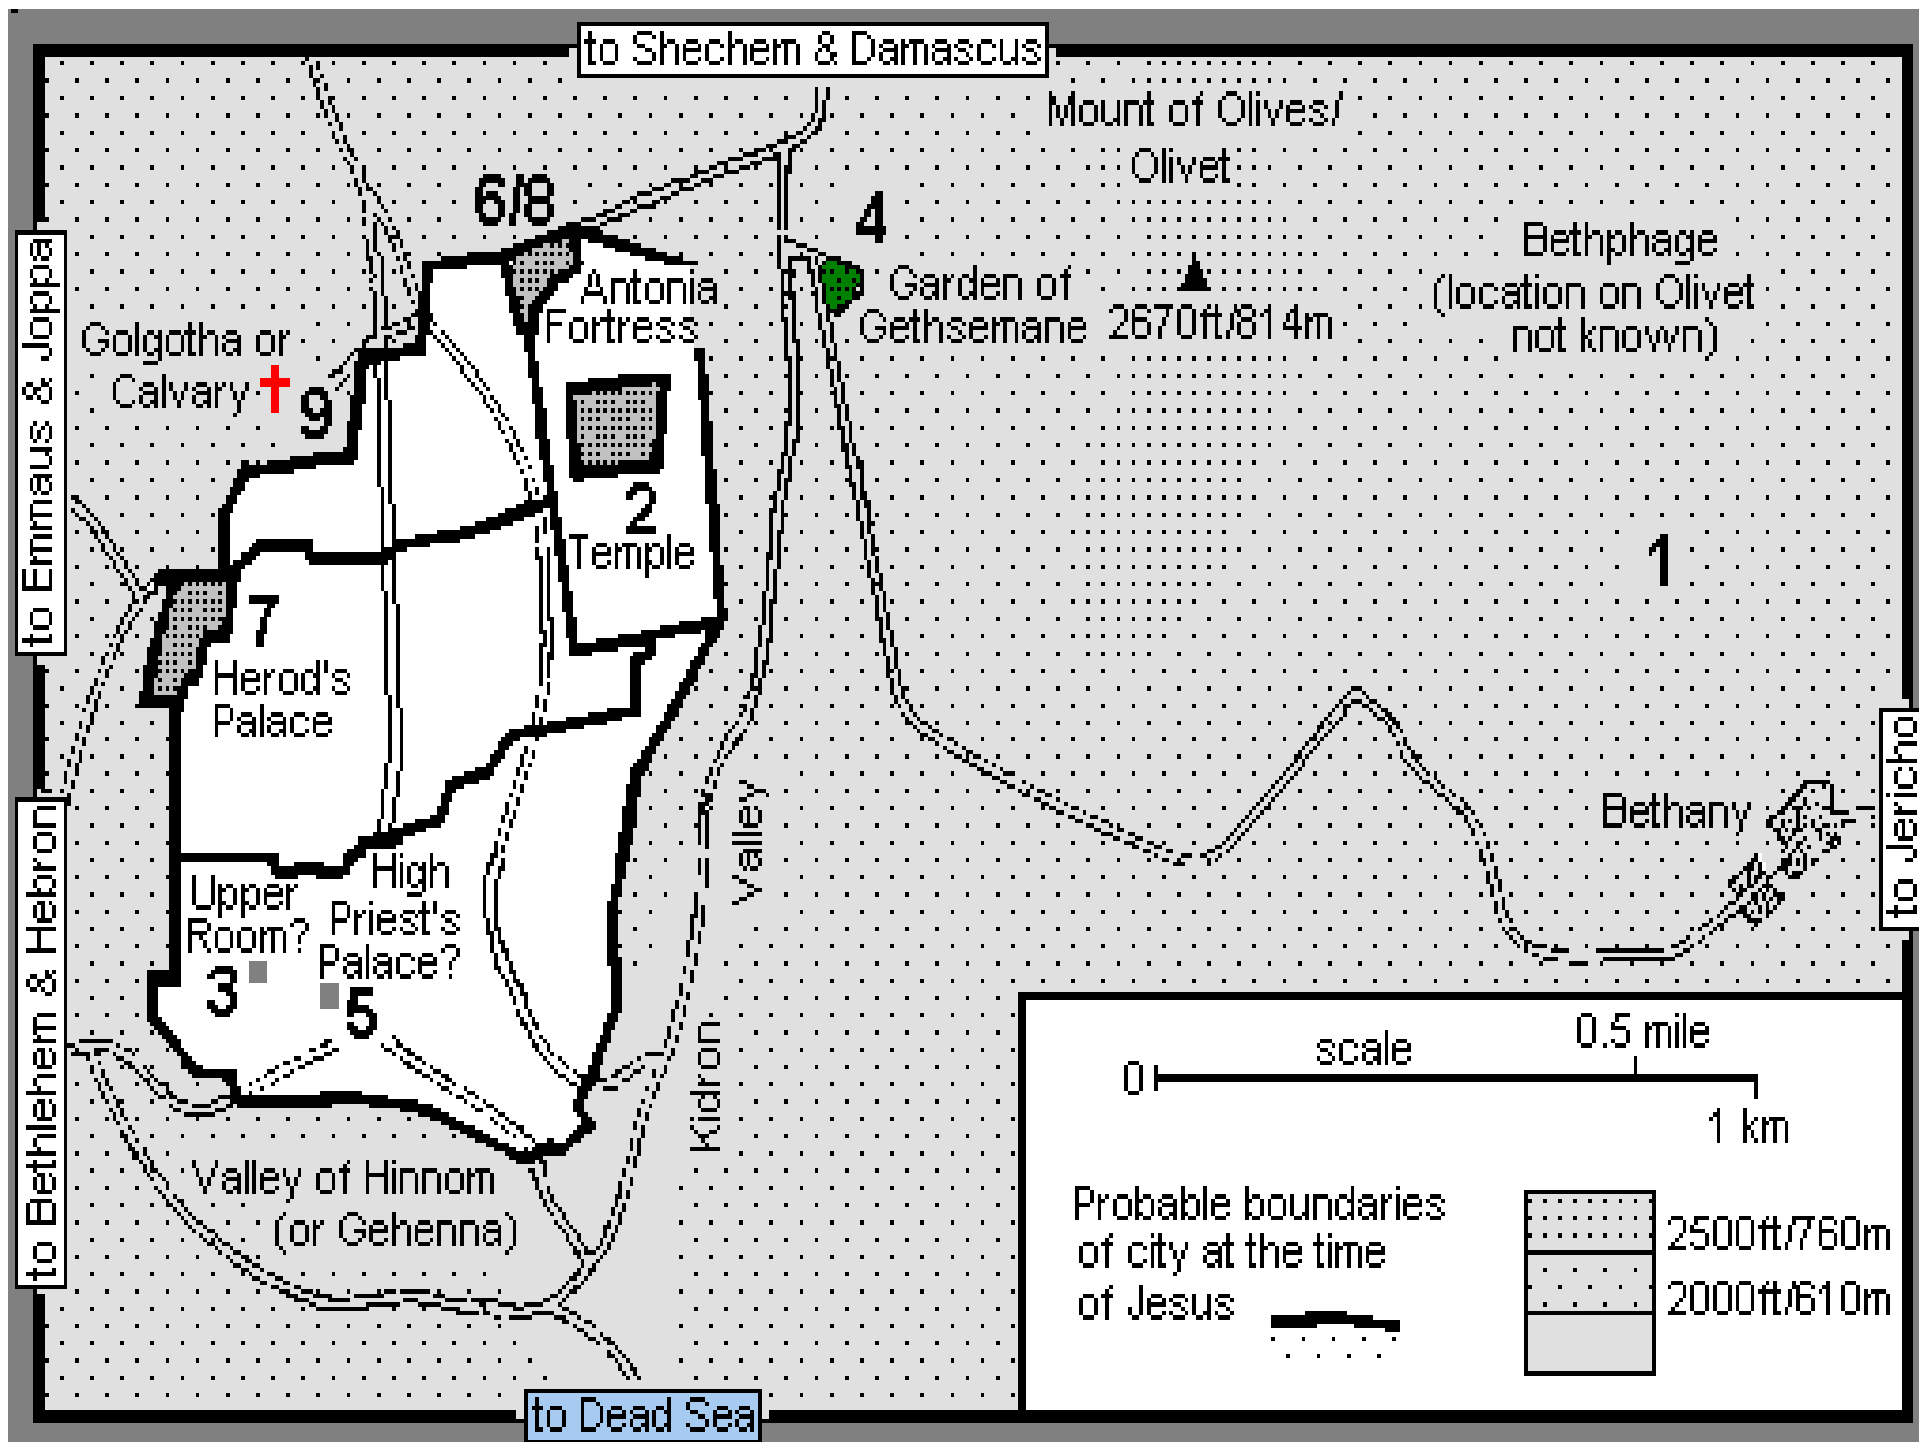 to Shechem & Damascus
Mount of Olives/
Olivet
6/8
4
Bethphage
(location on Olivet
not known)
Antonia
Fortress
Garden of
Gethsemane
2670ft/814m
to Emmaus & Joppa
Golgotha or
Calvary
9
2
Temple
1
7
Herod's
Palace
to Jericho
Bethany
Kidron Valley
to Bethlehem & Hebron
Upper
Room?
3
High
Priest's
Palace?
5
Valley of Hinnom
(or Gehenna)
0
scale
0.5 mile
1 km
Probable boundaries
of city at the time
of Jesus
2500ft/760m
2000ft/610m
to Dead Sea